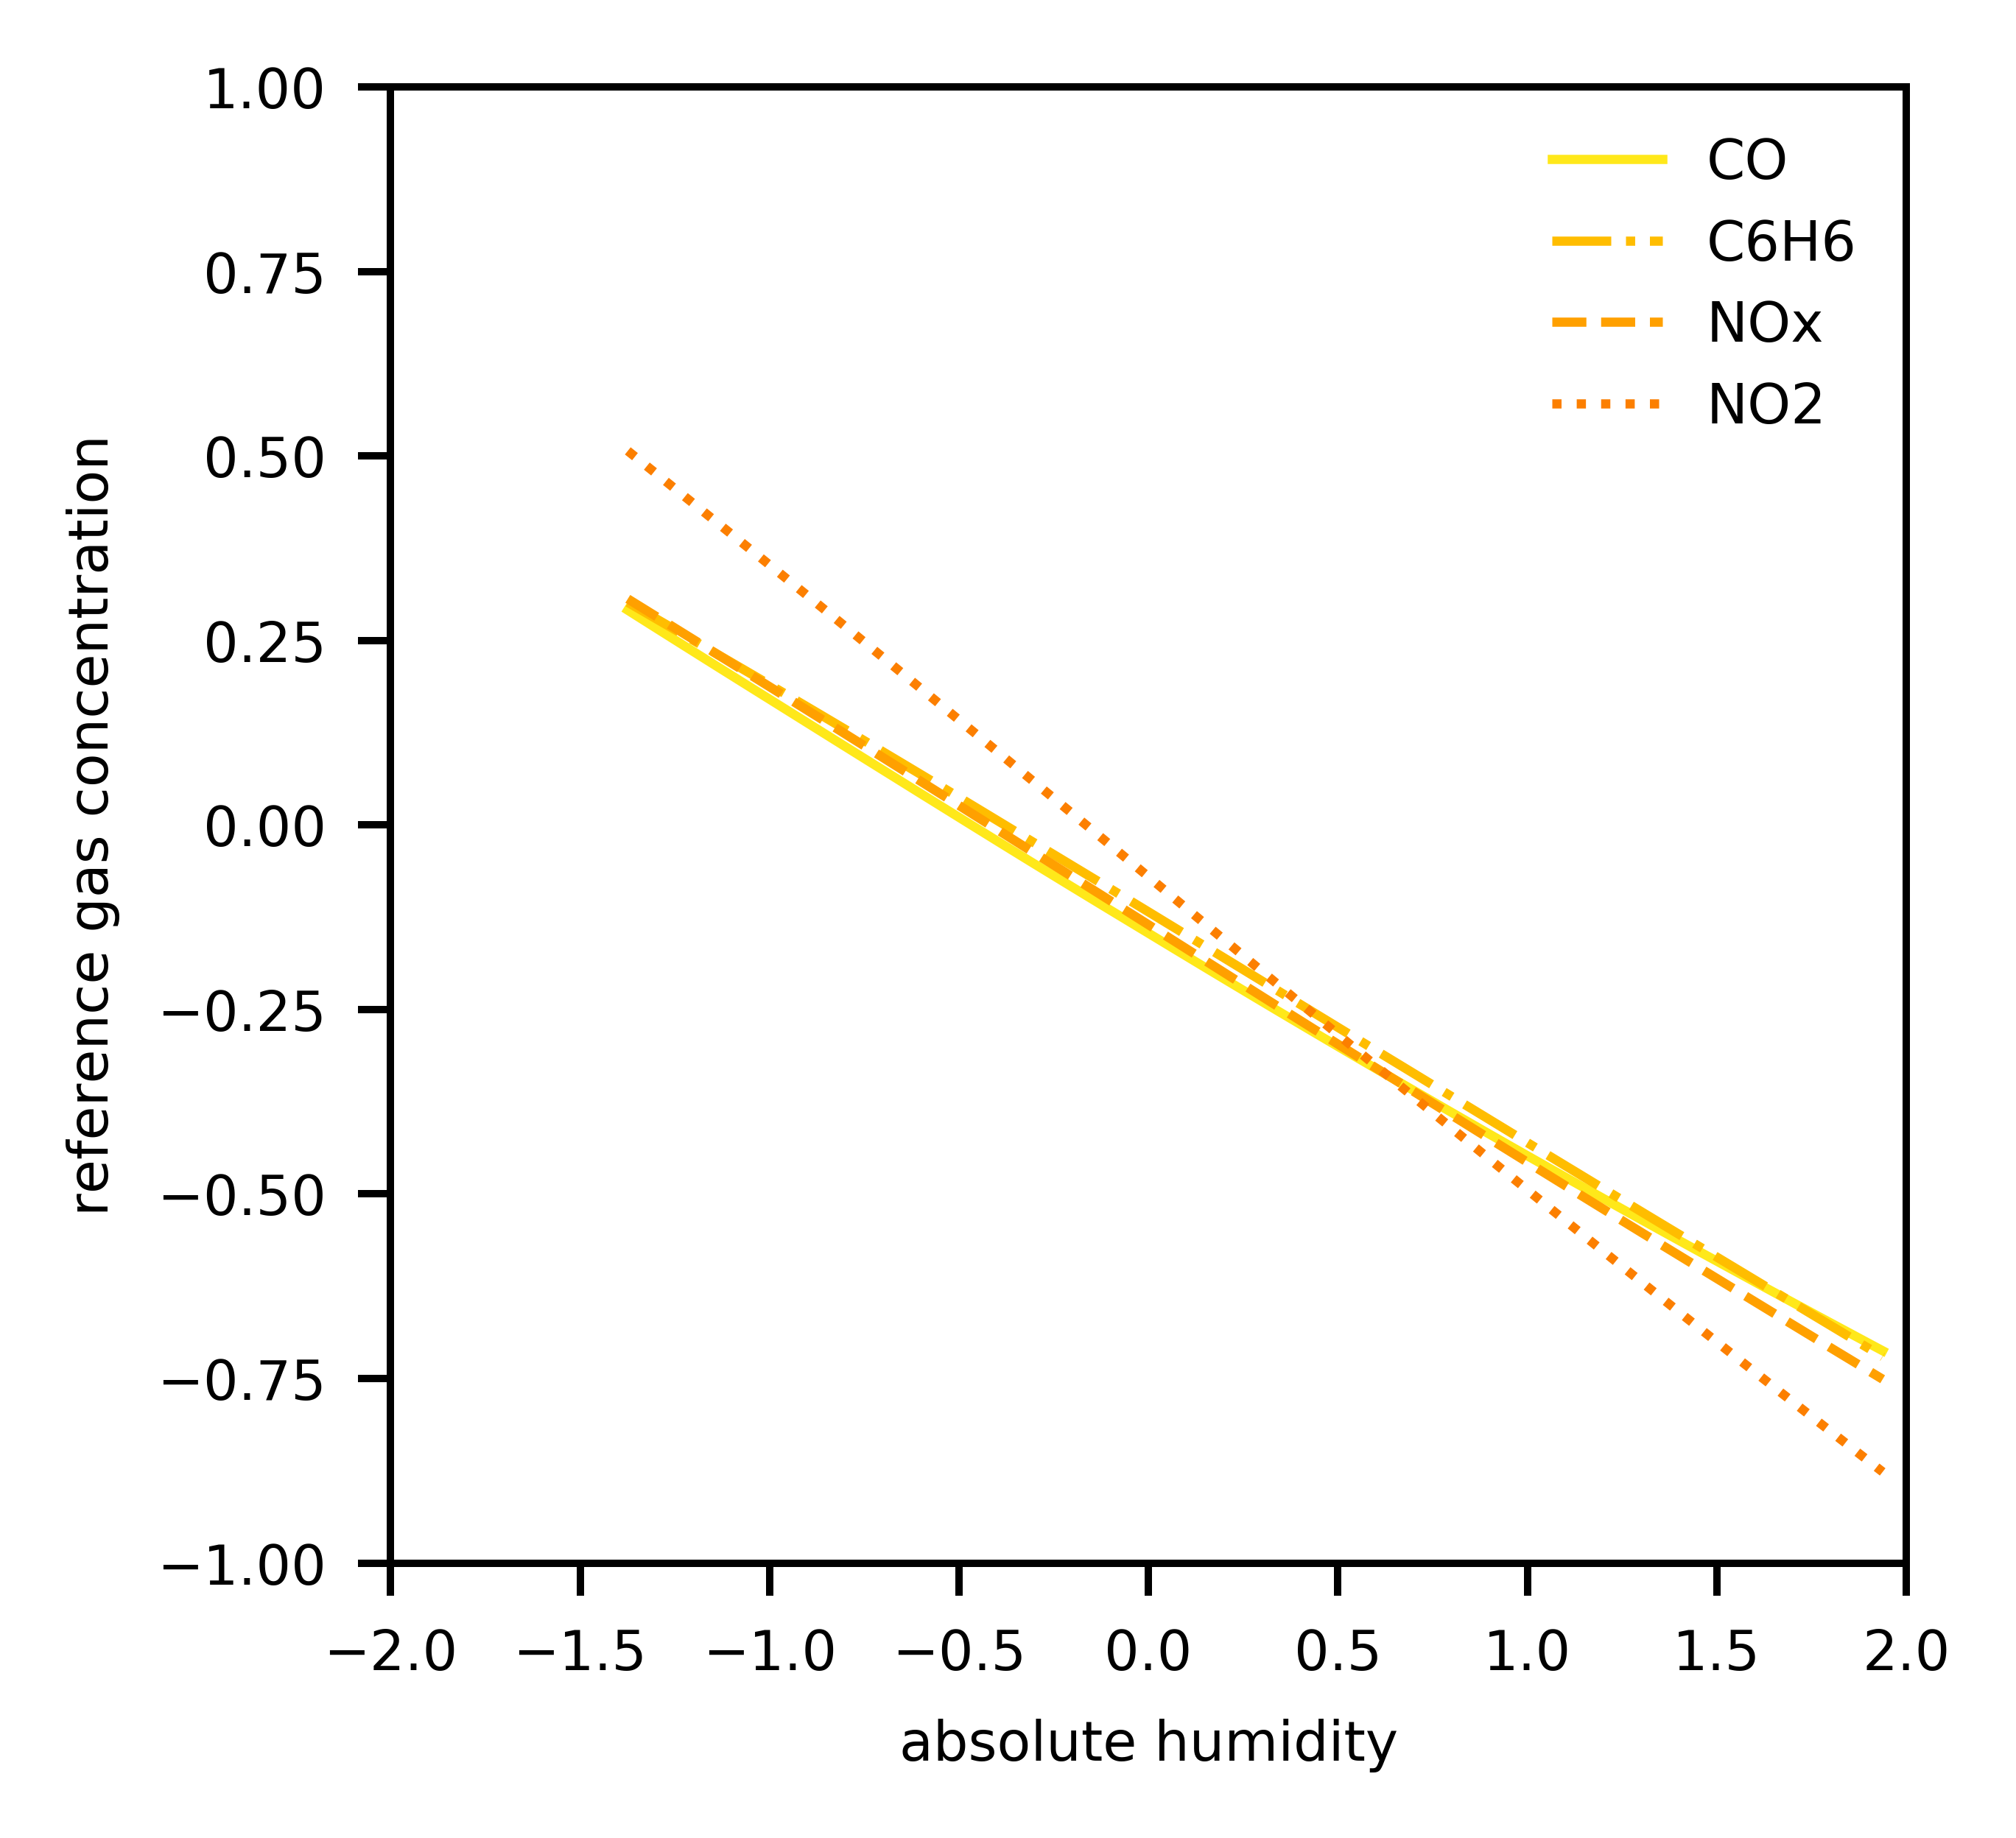 1.00
0.75
0.50
0.25
0.00
−0.25
−0.50
−0.75
−1.00
reference gas concentration
CO
C6H6
NOx
NO2
−2.0 −1.5 −1.0 −0.5 0.0 0.5 1.0 1.5 2.0
absolute humidity